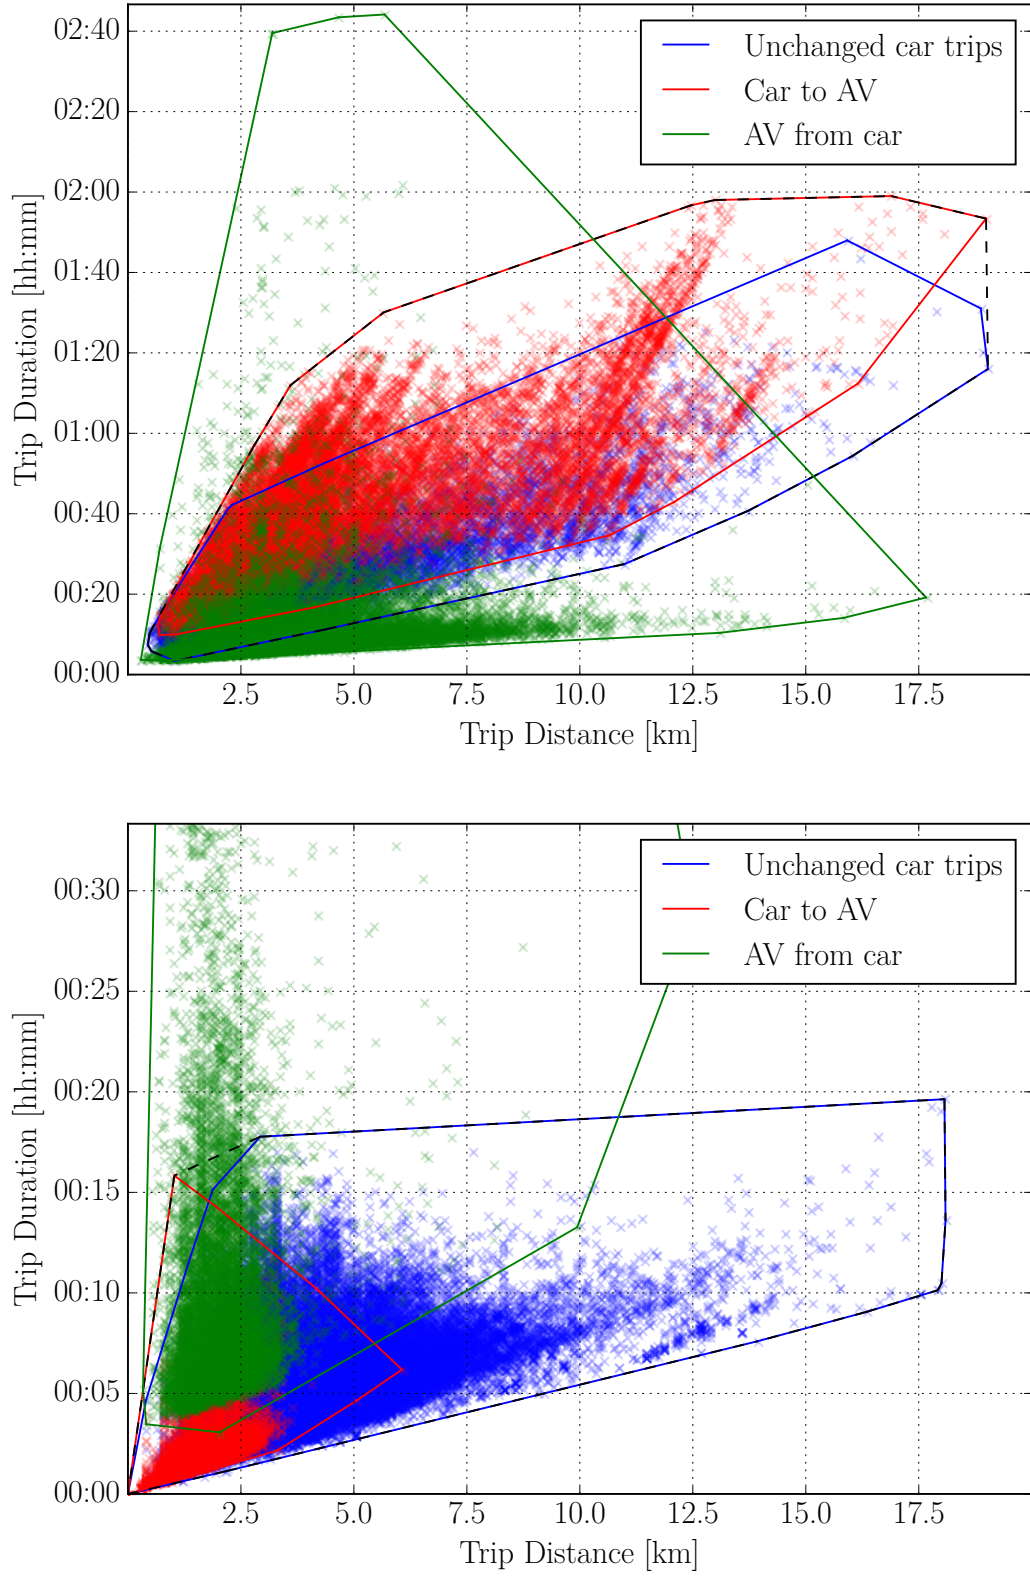 02:40
02:20
02:00
01:40
01:20
01:00
00:40
00:20
00:00
Trip Duration [hh:mm]
Unchanged car trips
Car to AV
AV from car
2.5 5.0 7.5 10.0 12.5 15.0 17.5
Trip Distance [km]
00:30
00:25
00:20
00:15
00:10
00:05
00:00
Trip Duration [hh:mm]
Unchanged car trips
Car to AV
AV from car
2.5 5.0 7.5 10.0 12.5 15.0 17.5
Trip Distance [km]